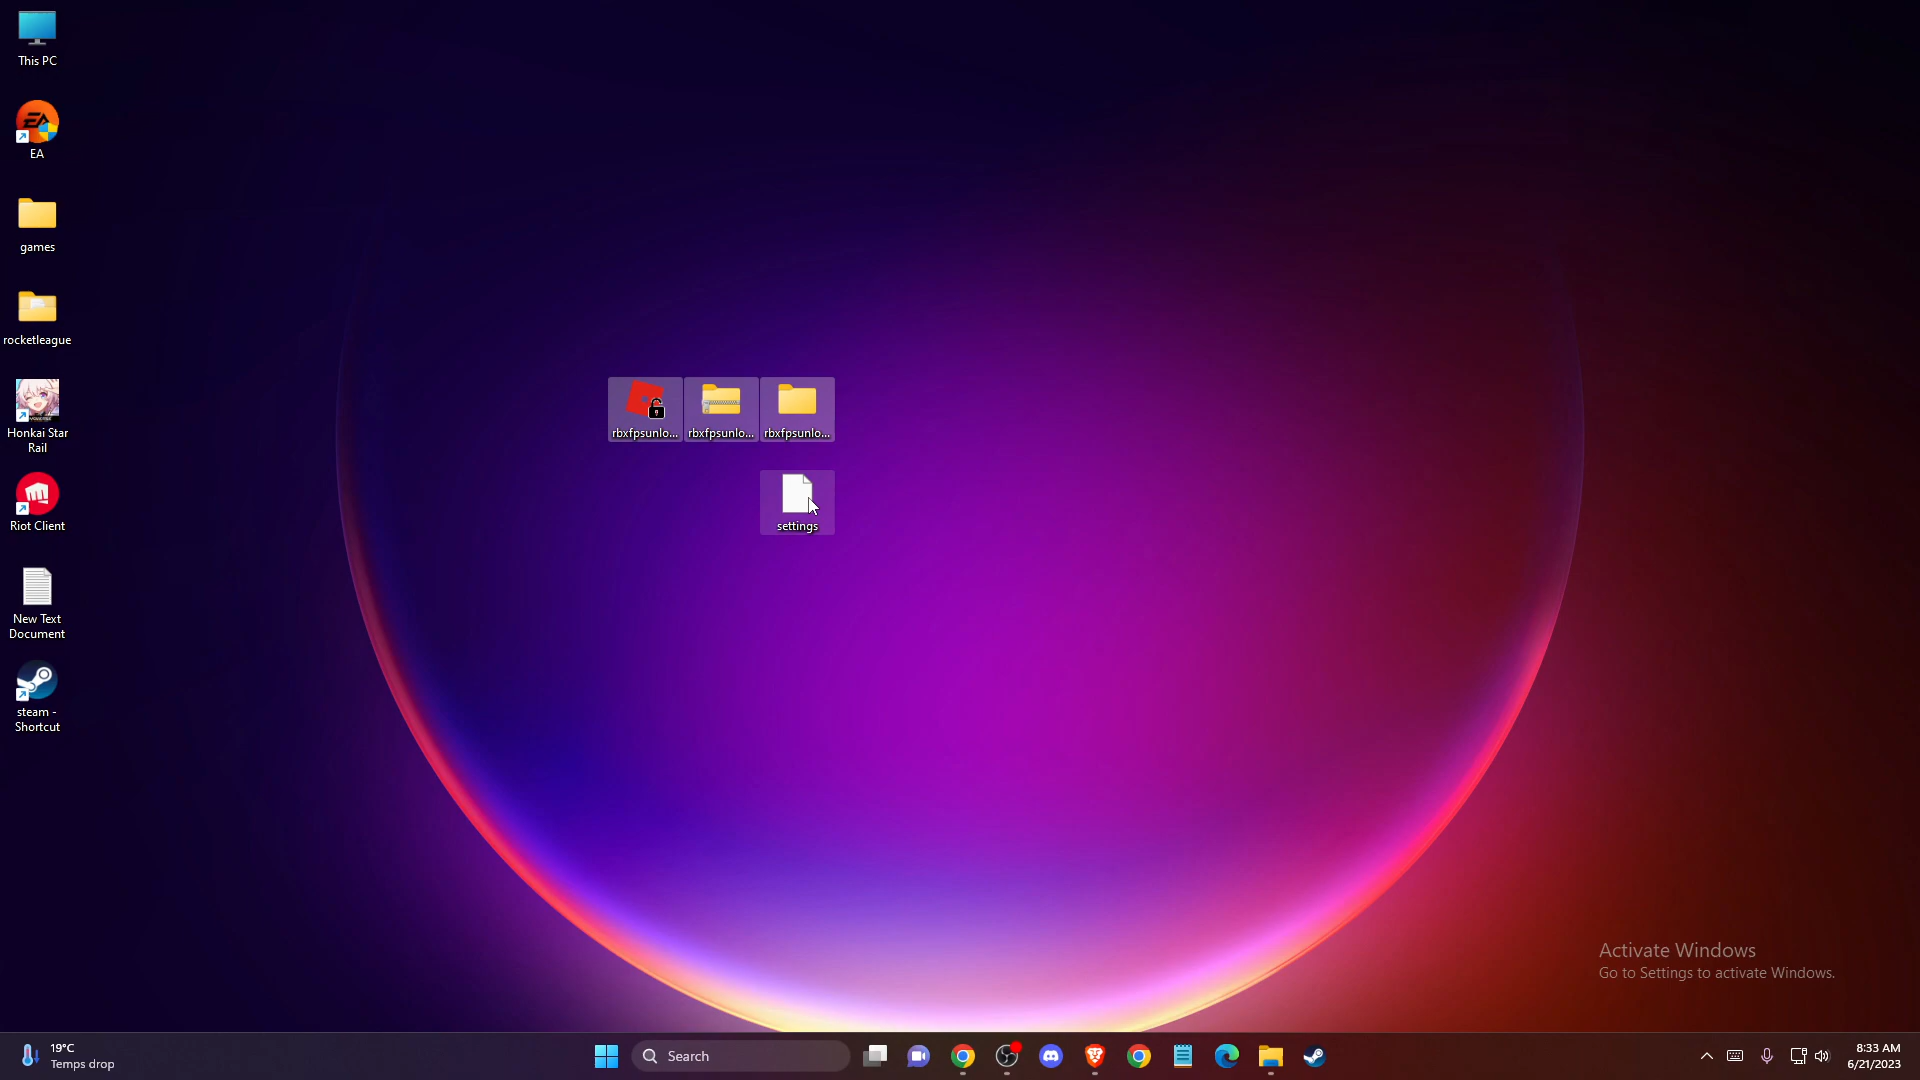 This PC
EA
EA
games
rocketleague
Honkai Star
Rail
Riot Client
New Text
Document
steam -
Shortcut
rbxfpsunlo...
rbxfpsunlo...
rbxfpsunlo...
settings
Activate Windows
Go to Settings to activate Windows.
19°C
Temps drop
Search
8:33 AM
6/21/2023